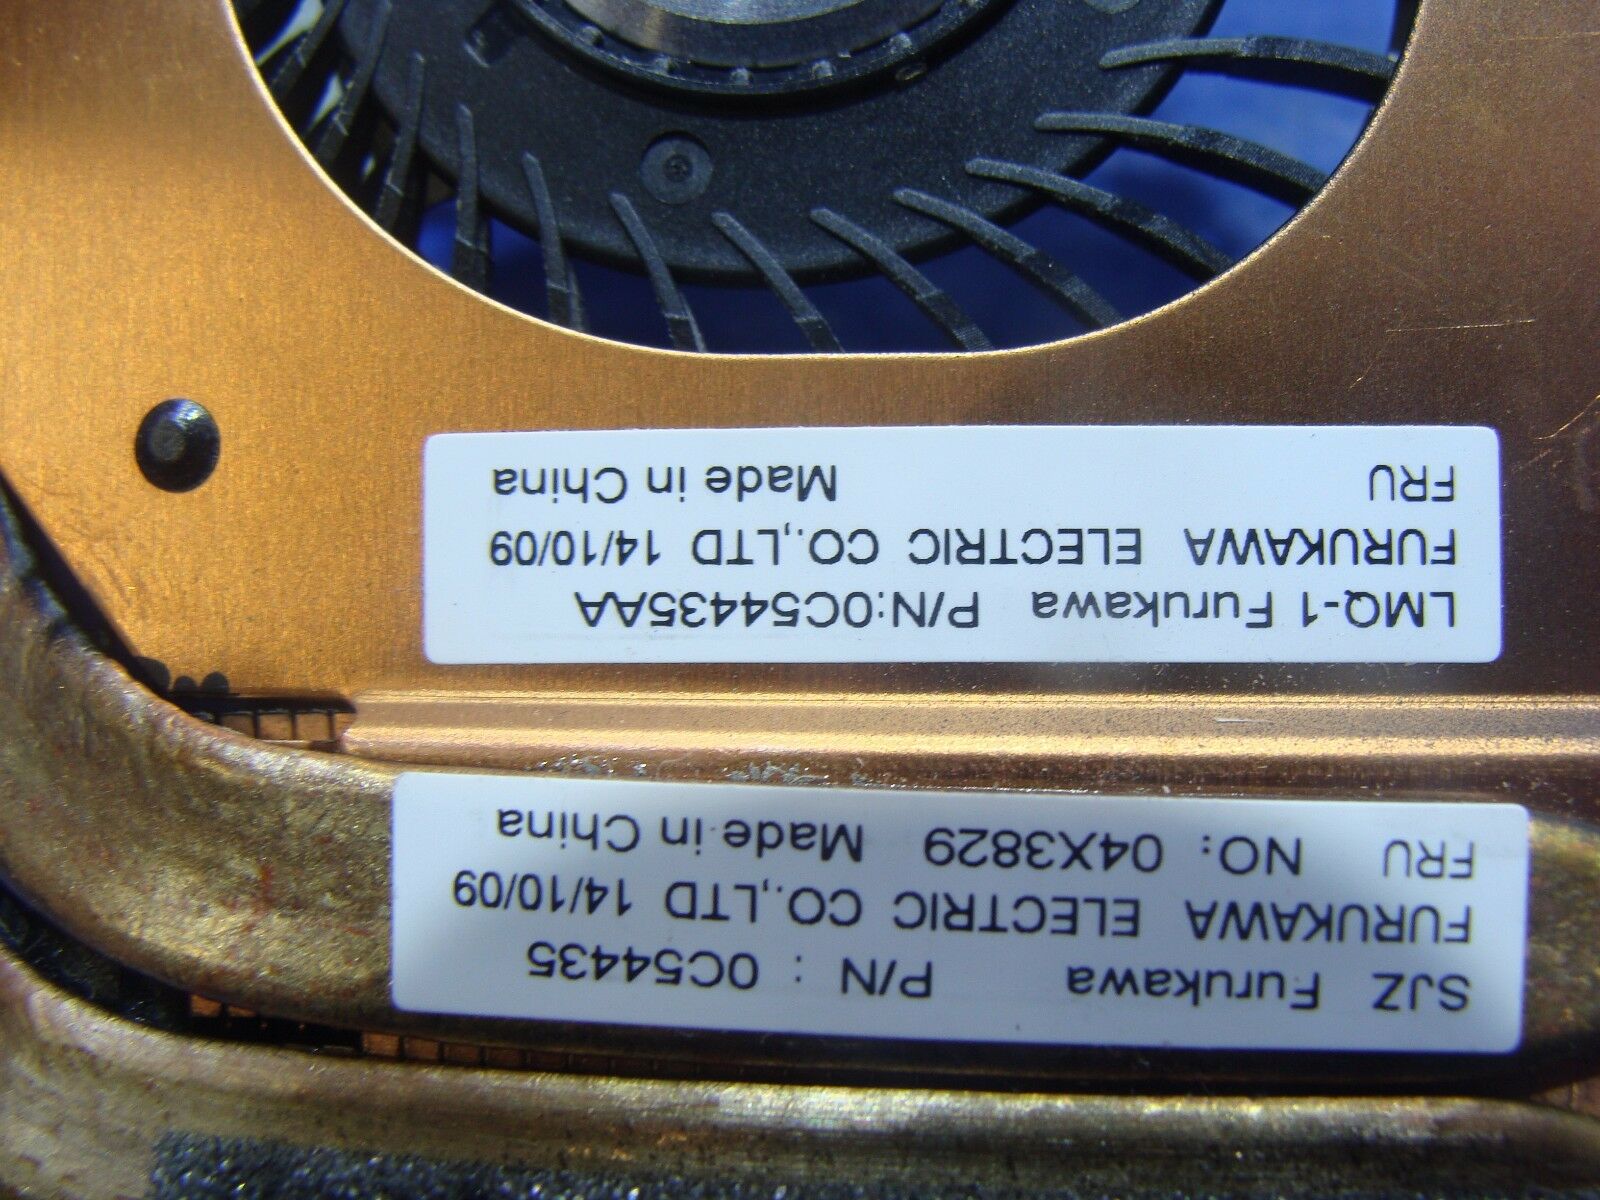 SJZ Furukawa P/N : 0C54435
FURUKAWA ELECTRIC CO.,LTD 14/10/09
FRU NO: 04X3829 Made in China
LMQ-1 Furukawa P/N:0C54435AA
FURUKAWA ELECTRIC CO.,LTD 14/10/09
FRU Made in China